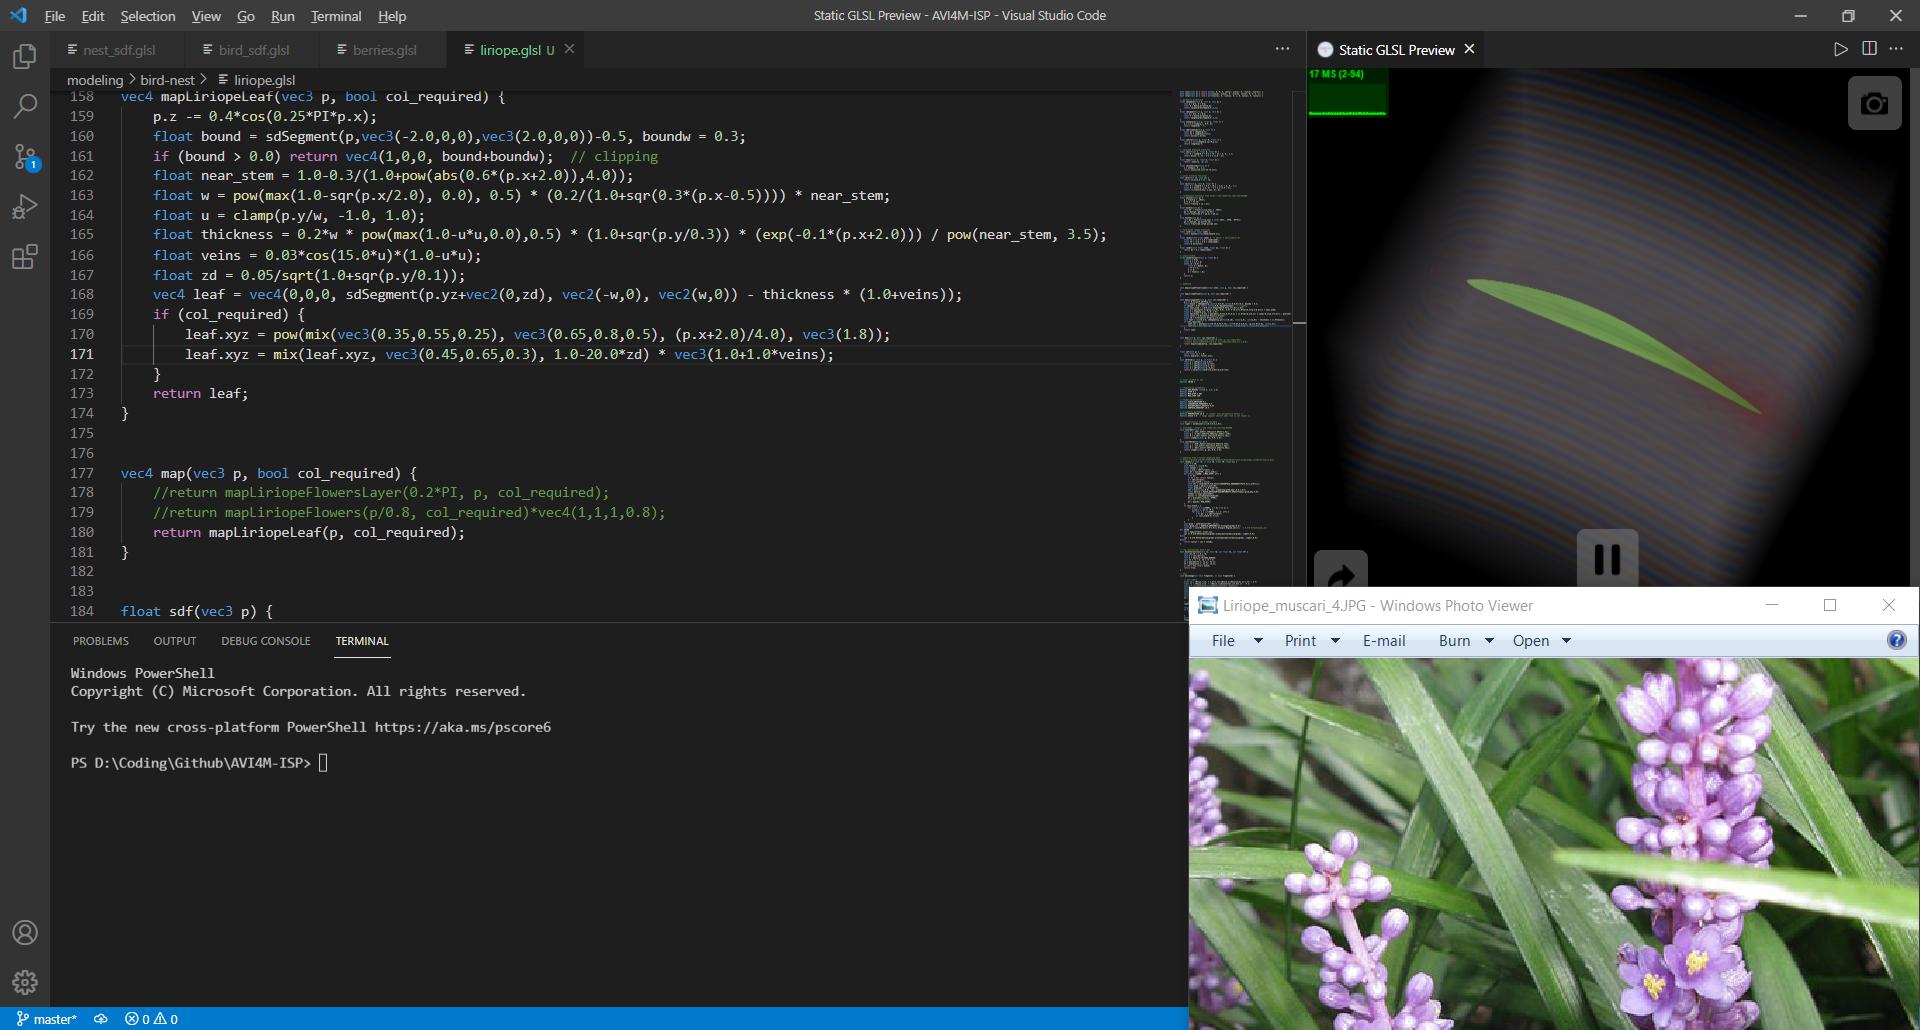 File Edit Selection View Go Run Terminal Help
Static GLSL Preview - AVI4M-ISP - Visual Studio Code
nest_sdf.glsl bird_sdf.glsl berries.glsl liriope.glsl U
Static GLSL Preview
modeling > bird-nest > liriope.glsl
17 MS (2-94)
158 vec4 mapLiriopeLeaf(vec3 p, bool col_required) {
159 p.z -= 0.4*cos(0.25*PI*p.x);
160 float bound = sdSegment(p,vec3(-2.0,0,0),vec3(2.0,0,0))-0.5, boundw = 0.3;
161 if (bound > 0.0) return vec4(1,0,0, bound+boundw);  // clipping
162 float near_stem = 1.0-0.3/(1.0+pow(abs(0.6*(p.x+2.0)),4.0));
163 float w = pow(max(1.0-sqr(p.x/2.0), 0.0), 0.5) * (0.2/(1.0+sqr(0.3*(p.x-0.5)))) * near_stem;
164 float u = clamp(p.y/w, -1.0, 1.0);
165 float thickness = 0.2*w * pow(max(1.0-u*u,0.0),0.5) * (1.0+sqr(p.y/0.3)) * (exp(-0.1*(p.x+2.0))) / pow(near_stem, 3.5);
166 float veins = 0.03*cos(15.0*u)*(1.0-u*u);
167 float zd = 0.05/sqrt(1.0+sqr(p.y/0.1));
168 vec4 leaf = vec4(0,0,0, sdSegment(p.yz+vec2(0,zd), vec2(-w,0), vec2(w,0)) - thickness * (1.0+veins));
169 if (col_required) {
170 leaf.xyz = pow(mix(vec3(0.35,0.55,0.25), vec3(0.65,0.8,0.5), (p.x+2.0)/4.0), vec3(1.8));
171 leaf.xyz = mix(leaf.xyz, vec3(0.45,0.65,0.3), 1.0-20.0*zd) * vec3(1.0+1.0*veins);
172 }
173 return leaf;
174 }
175
176
177 vec4 map(vec3 p, bool col_required) {
178 //return mapLiriopeFlowersLayer(0.2*PI, p, col_required);
179 //return mapLiriopeFlowers(p/0.8, col_required)*vec4(1,1,1,0.8);
180 return mapLiriopeLeaf(p, col_required);
181 }
182
183
184 float sdf(vec3 p) {
1
PROBLEMS OUTPUT DEBUG CONSOLE TERMINAL
Windows PowerShell
Copyright (C) Microsoft Corporation. All rights reserved.
Try the new cross-platform PowerShell https://aka.ms/pscore6
PS D:\Coding\Github\AVI4M-ISP>
Liriope_muscari_4.JPG - Windows Photo Viewer
File Print E-mail Burn Open
master* 0 0